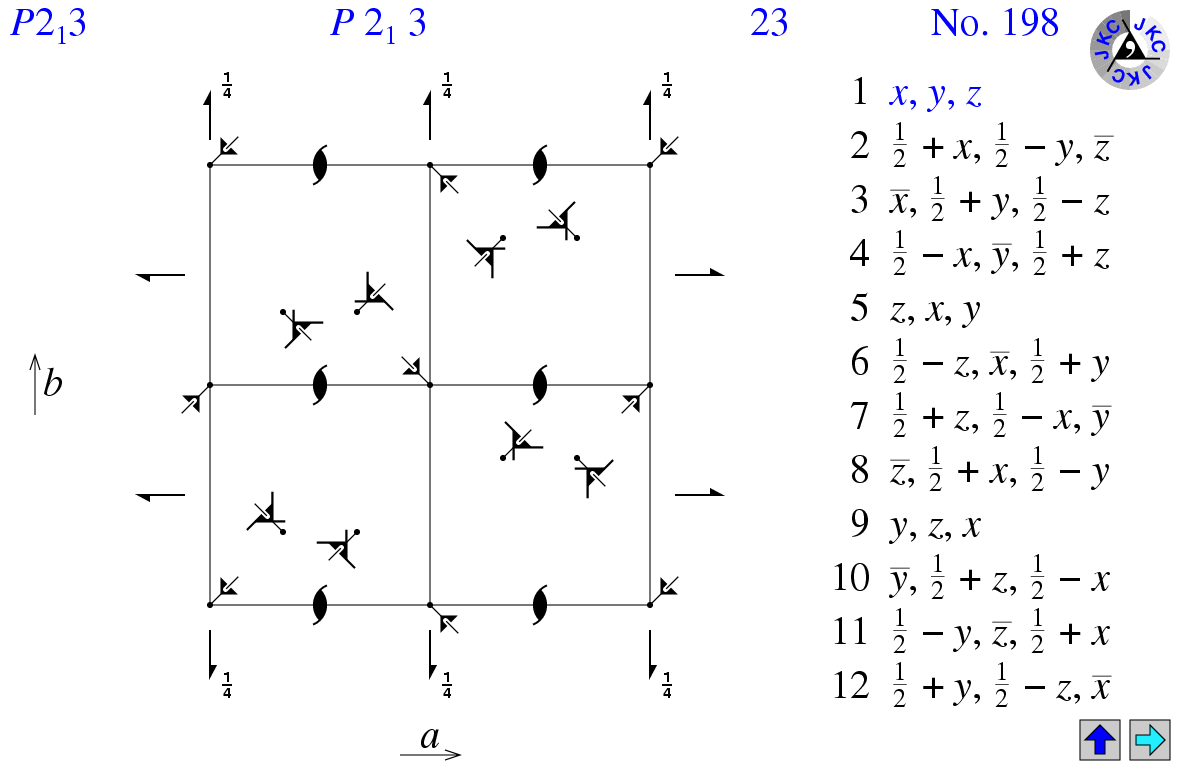 P2₁3 P 2₁ 3 23 No. 198
JKC JKC JKC
¼ ¼ ¼
b
¼ ¼ ¼
a
1 x, y, z
2 ½ + x, ½ − y, z̅
3 x̅, ½ + y, ½ − z
4 ½ − x, y̅, ½ + z
5 z, x, y
6 ½ − z, x̅, ½ + y
7 ½ + z, ½ − x, y̅
8 z̅, ½ + x, ½ − y
9 y, z, x
10 y̅, ½ + z, ½ − x
11 ½ − y, z̅, ½ + x
12 ½ + y, ½ − z, x̅